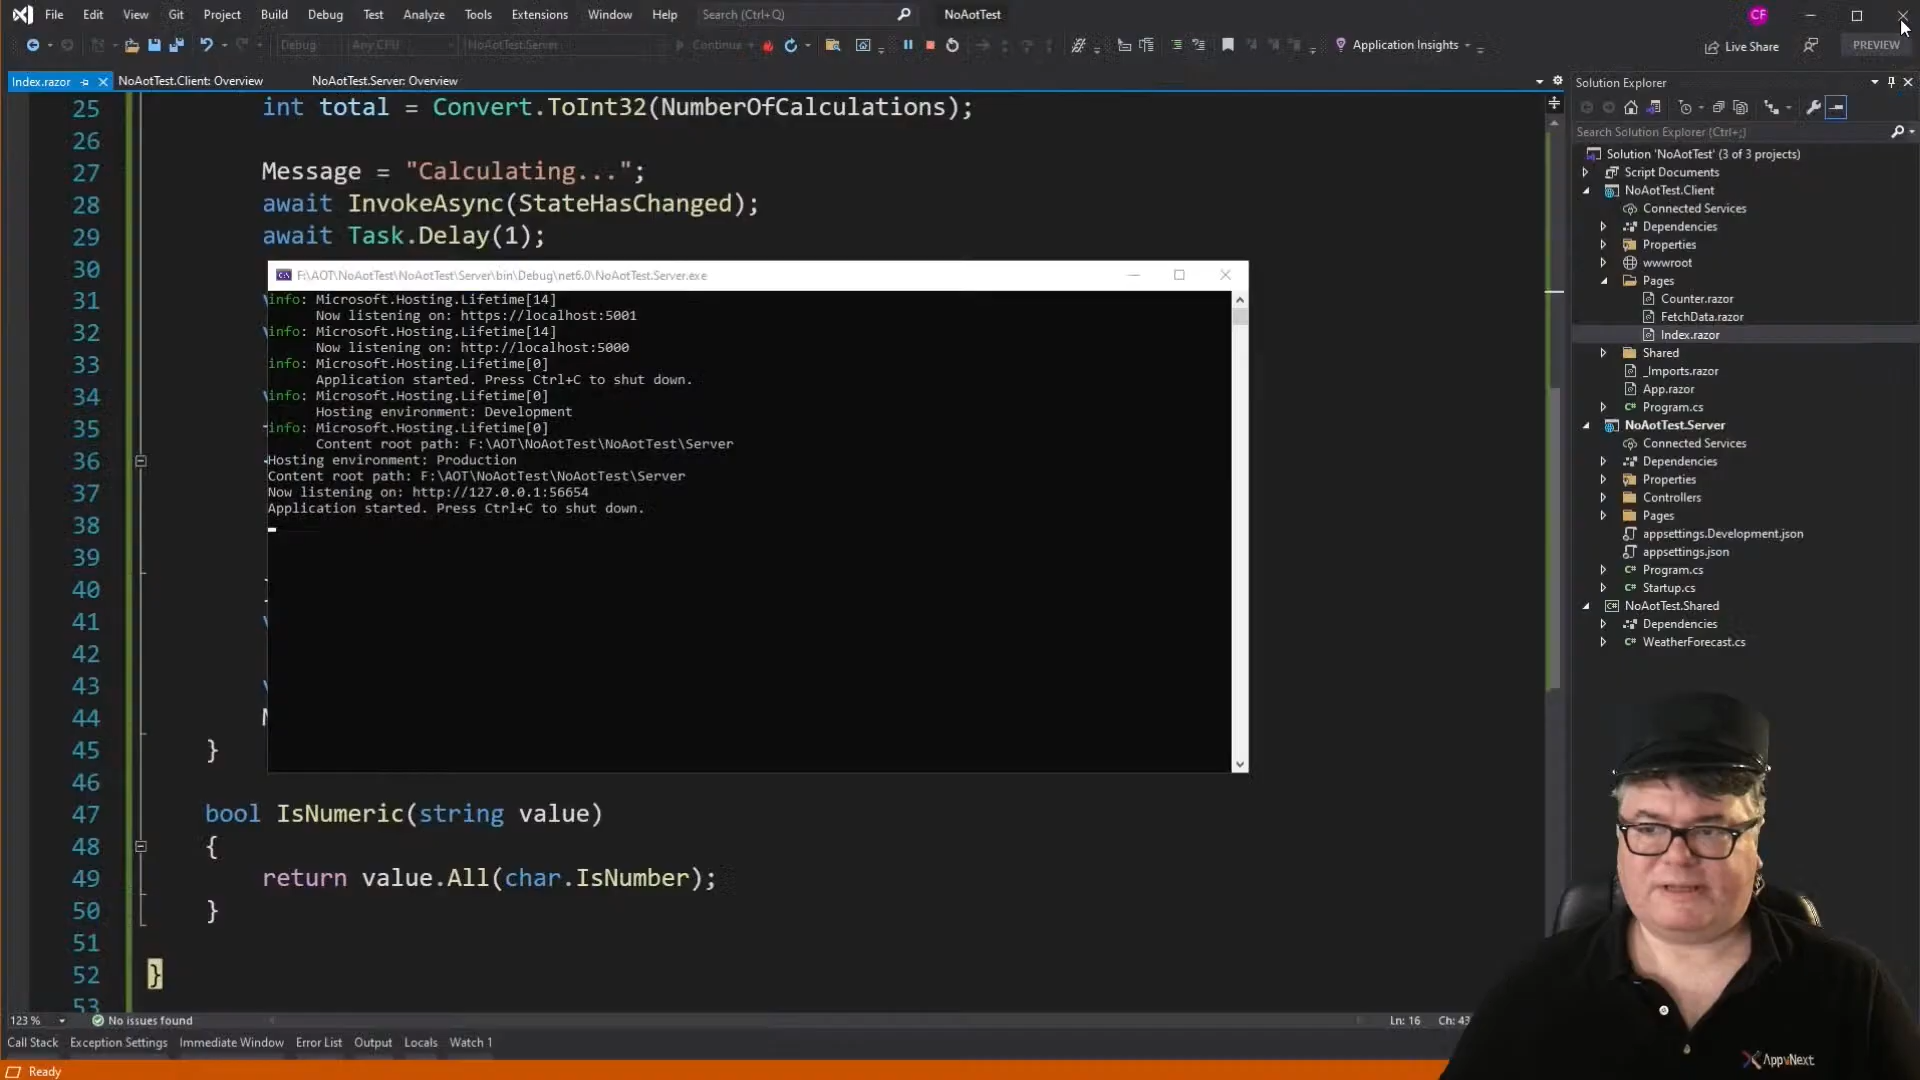 File Edit View Git Project Build Debug Test Analyze Tools Extensions Window Help Search (Ctrl+Q) NoAotTest CF
Debug Any CPU NoAotTest.Server Continue Application Insights Live Share PREVIEW
Index.razor NoAotTest.Client: Overview NoAotTest.Server: Overview
25 int total = Convert.ToInt32(NumberOfCalculations);
26
27 Message = "Calculating...";
28 await InvokeAsync(StateHasChanged);
29 await Task.Delay(1);
30
31
32
33
34
35
36
37
38
39
40
41
42
43
44
45 }
46
47 bool IsNumeric(string value)
48 {
49 return value.All(char.IsNumber);
50 }
51
52 }
53
F:\AOT\NoAotTest\NoAotTest\Server\bin\Debug\net6.0\NoAotTest.Server.exe
info: Microsoft.Hosting.Lifetime[14]
Now listening on: https://localhost:5001
info: Microsoft.Hosting.Lifetime[14]
Now listening on: http://localhost:5000
info: Microsoft.Hosting.Lifetime[0]
Application started. Press Ctrl+C to shut down.
info: Microsoft.Hosting.Lifetime[0]
Hosting environment: Development
info: Microsoft.Hosting.Lifetime[0]
Content root path: F:\AOT\NoAotTest\NoAotTest\Server
Hosting environment: Production
Content root path: F:\AOT\NoAotTest\NoAotTest\Server
Now listening on: http://127.0.0.1:56654
Application started. Press Ctrl+C to shut down.
Solution Explorer
Search Solution Explorer (Ctrl+;)
Solution 'NoAotTest' (3 of 3 projects)
Script Documents
NoAotTest.Client
Connected Services
Dependencies
Properties
wwwroot
Pages
Counter.razor
FetchData.razor
Index.razor
Shared
_Imports.razor
App.razor
C# Program.cs
NoAotTest.Server
Connected Services
Dependencies
Properties
Controllers
Pages
appsettings.Development.json
appsettings.json
C# Program.cs
C# Startup.cs
C# NoAotTest.Shared
Dependencies
C# WeatherForecast.cs
123 % No issues found Ln: 16 Ch: 43
Call Stack Exception Settings Immediate Window Error List Output Locals Watch 1
Ready
AppvNext